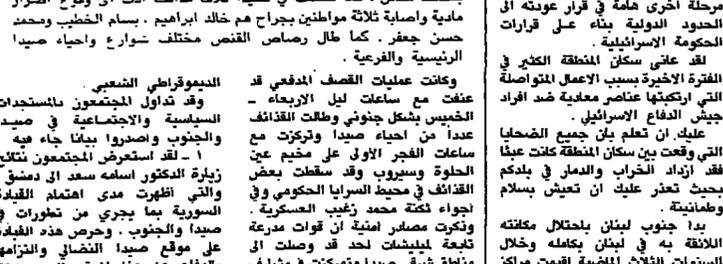 مرحلة اخرى هامة في قرار عودته الى
الحدود الدولية بناء على قرارات
الحكومة الاسرائيلية .
لقد عانى سكان المنطقة الكثير في
الفترة الاخيرة بسبب الاعمال المتواصلة
التي ارتكبتها عناصر معادية ضد افراد
جيش الدفاع الاسرائيلي .
عليك ان تعلم بان جميع الضحايا
التي وقعت بين سكان المنطقة كانت عبثا
فقد ازداد الخراب والدمار في بلدكم
بحيث تعذر عليك ان تعيش بسلام
وطمانينة .
بدا جنوب لبنان باحتلال مكانته
اللائقة به في لبنان بكامله وخلال
السنوات الثلاث الماضية اقيمت مراكز
مادية واصابة ثلاثة مواطنين بجراح هم خالد ابراهيم . بسام الخطيب ومحمد
حسن جعفر . كما طال رصاص القنص مختلف شوارع واحياء صيدا
الرئيسية والفرعية .
وكانت عمليات القصف المدفعي قد
عنفت مع ساعات ليل الاربعاء ــ
الخميس بشكل جنوني وطالت القذائف
عددا من احياء صيدا وتركزت مع
ساعات الفجر الاولى على مخيم عين
الحلوة وسيروب وقد سقطت بعض
القذائف في محيط السرايا الحكومي وفي
اجواء ثكنة محمد زغيب العسكرية .
وذكرت مصادر امنية ان قوات مدرعة
تابعة لميليشات لحد قد وصلت الى
الديموقراطي الشعبي .
وقد تداول المجتمعون بالمستجدات
السياسية والاجتماعية في صيدا
والجنوب واصدروا بيانا جاء فيه
١ ــ لقد استعرض المجتمعون نتائج
زيارة الدكتور اسامه سعد الى دمشق
والتي اظهرت مدى اهتمام القيادة
السورية بما يجري من تطورات في
صيدا والجنوب . وحرص هذه القيادة
على موقع صيدا النضالي والتزامها